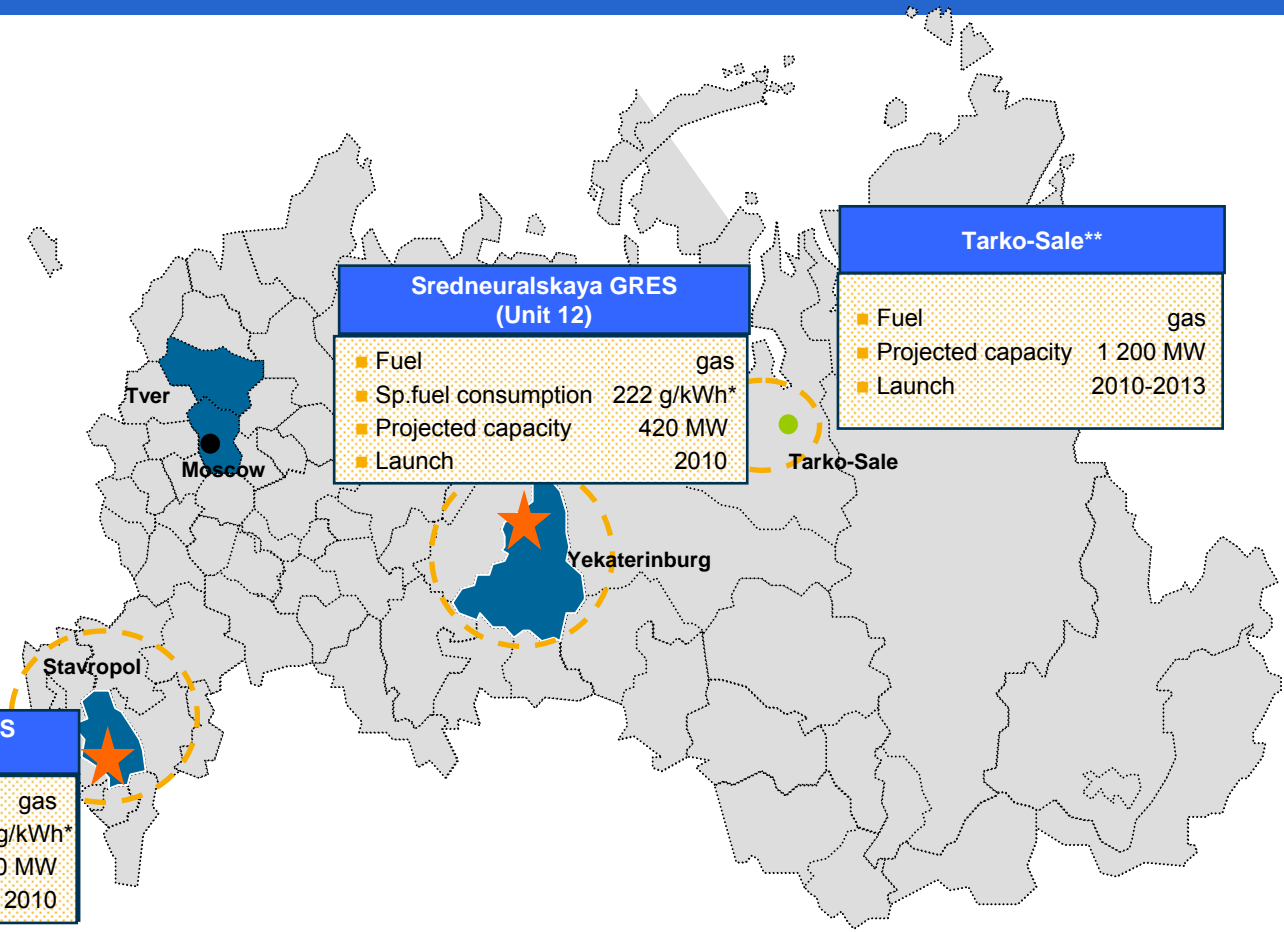 Tarko-Sale**
Fuel gas
Projected capacity 1 200 MW
Launch 2010-2013
Sredneuralskaya GRES
(Unit 12)
Fuel gas
Sp.fuel consumption 222 g/kWh*
Projected capacity 420 MW
Launch 2010
Tver
Moscow
Tarko-Sale
Yekaterinburg
Stavropol
S
gas
g/kWh*
0 MW
2010